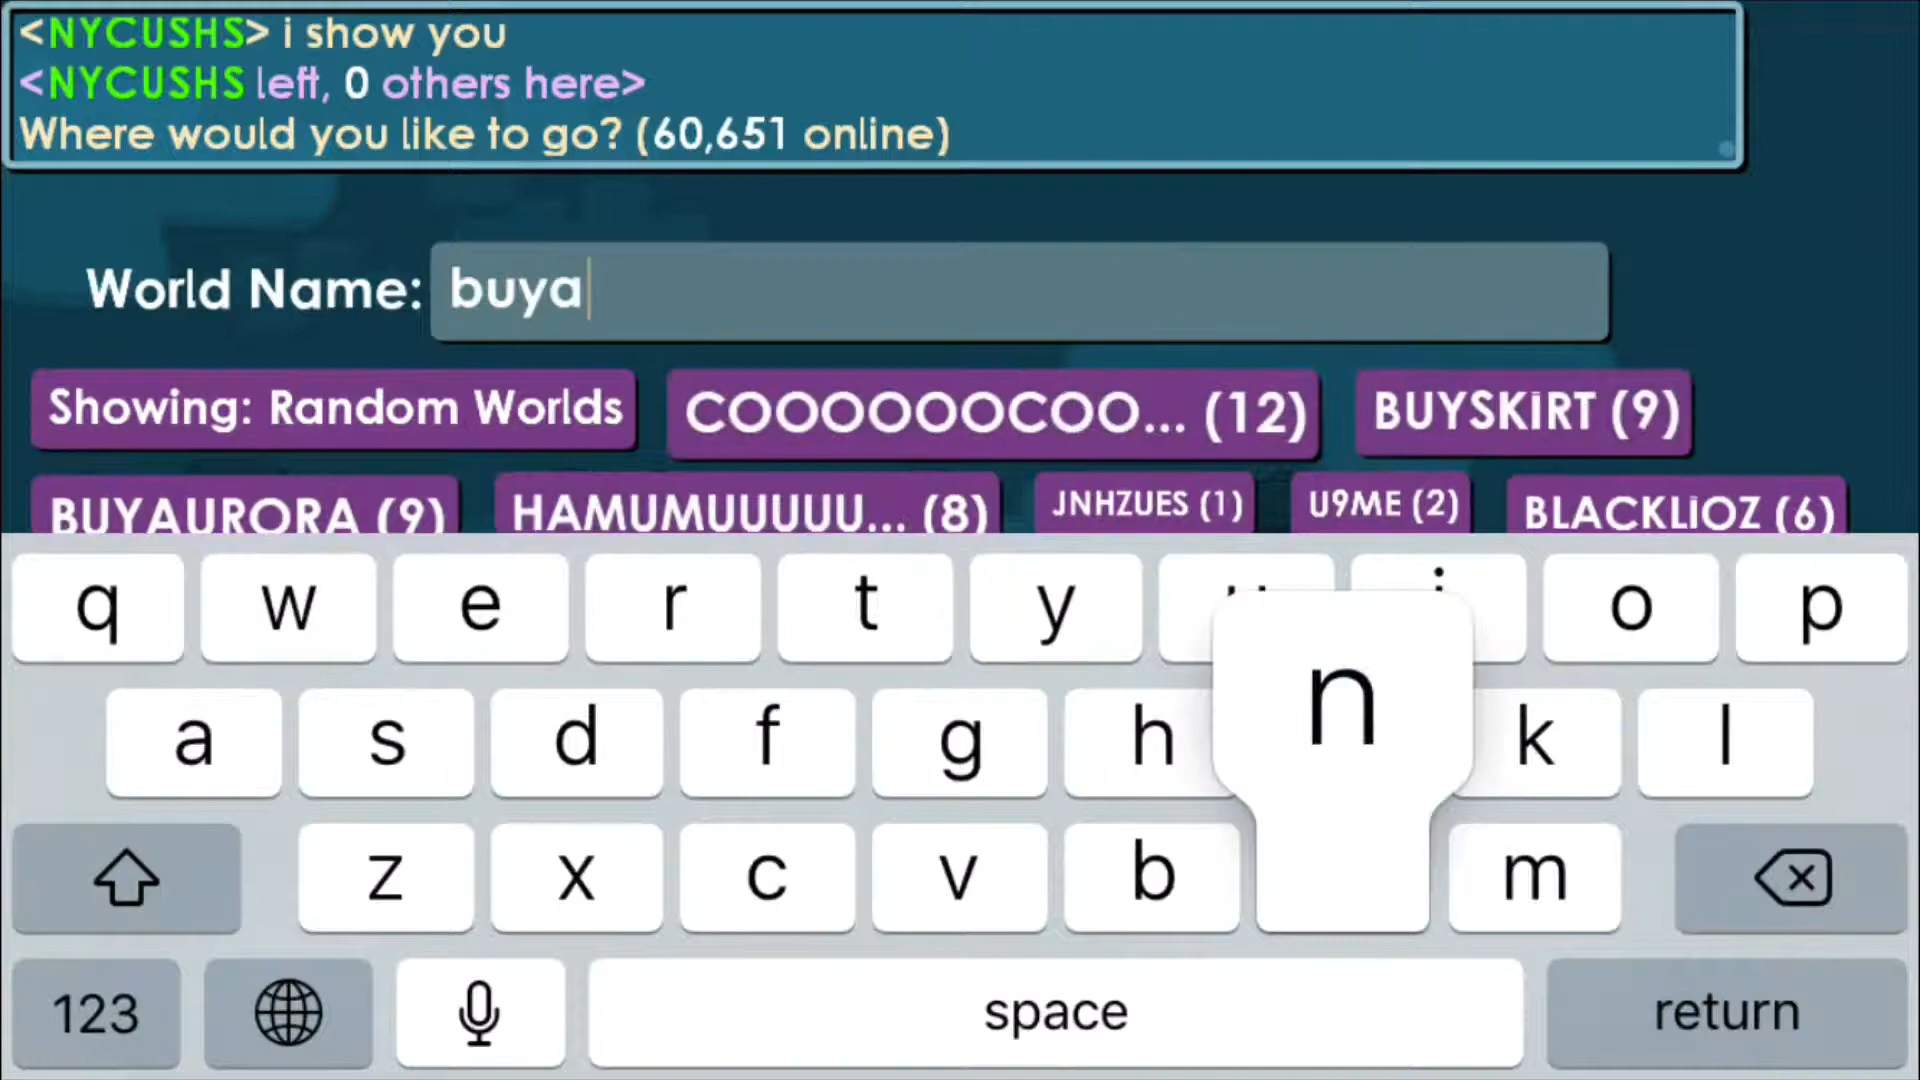 <NYCUSHS> i show you
<NYCUSHS left, 0 others here>
Where would you like to go? (60,651 online)
World Name: buya
Showing: Random Worlds COOOOOOCOO... (12) BUYSKiRT (9)
BUYAURORA (9) HAMUMUUUUU... (8) JNHZUES (1) U9ME (2) BLACKLiOZ (6)
q w e r t y u i o p
a s d f g h n k l
z x c v b m
123 space return